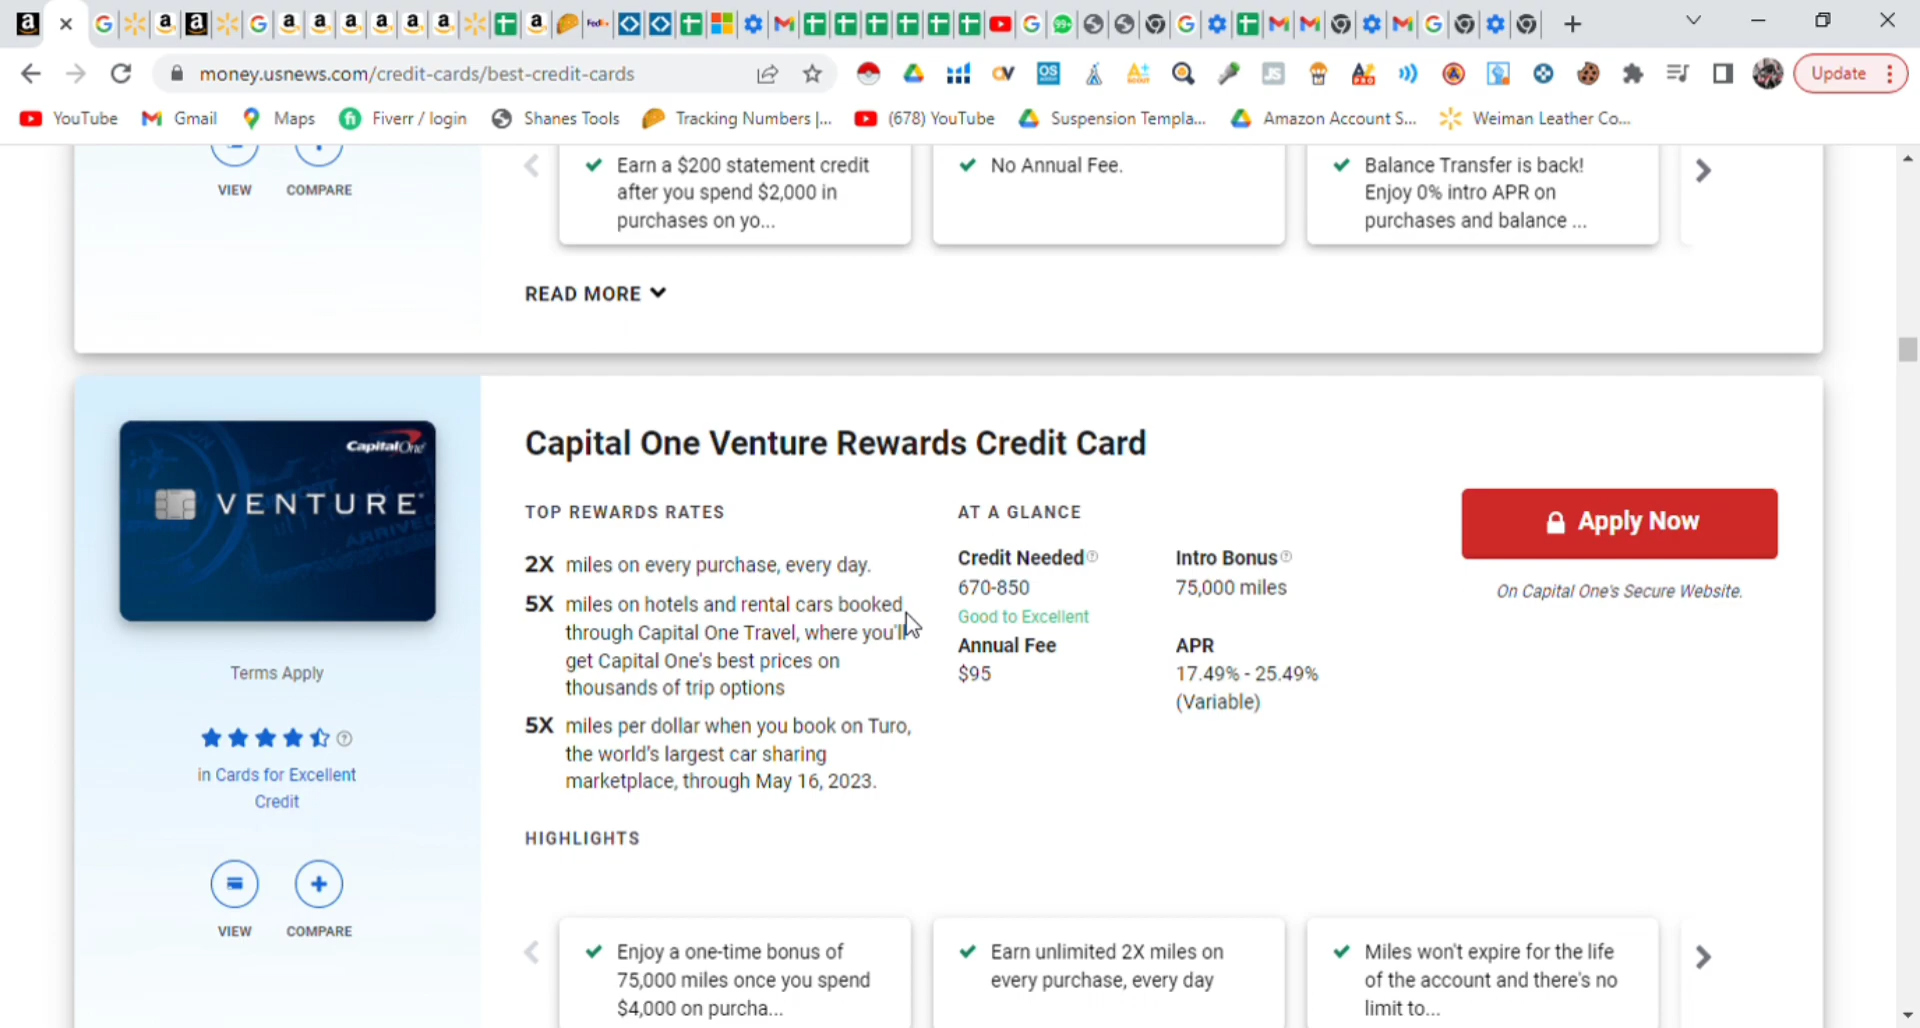 money.usnews.com/credit-cards/best-credit-cards
Update
YouTube
Gmail
Maps
Fiverr / login
Shanes Tools
Tracking Numbers |...
(678) YouTube
Suspension Templa...
Amazon Account S...
Weiman Leather Co...
VIEW
COMPARE
Earn a $200 statement credit
after you spend $2,000 in
purchases on yo...
No Annual Fee.
Balance Transfer is back!
Enjoy 0% intro APR on
purchases and balance ...
READ MORE
Capital One
VENTURE
Terms Apply
in Cards for Excellent
Credit
VIEW
COMPARE
Capital One Venture Rewards Credit Card
TOP REWARDS RATES
2X miles on every purchase, every day.
5X miles on hotels and rental cars booked
through Capital One Travel, where you'll
get Capital One's best prices on
thousands of trip options
5X miles per dollar when you book on Turo,
the world's largest car sharing
marketplace, through May 16, 2023.
AT A GLANCE
Credit Needed
670-850
Good to Excellent
Intro Bonus
75,000 miles
Annual Fee
$95
APR
17.49% - 25.49%
(Variable)
Apply Now
On Capital One's Secure Website.
HIGHLIGHTS
Enjoy a one-time bonus of
75,000 miles once you spend
$4,000 on purcha...
Earn unlimited 2X miles on
every purchase, every day
Miles won't expire for the life
of the account and there's no
limit to...